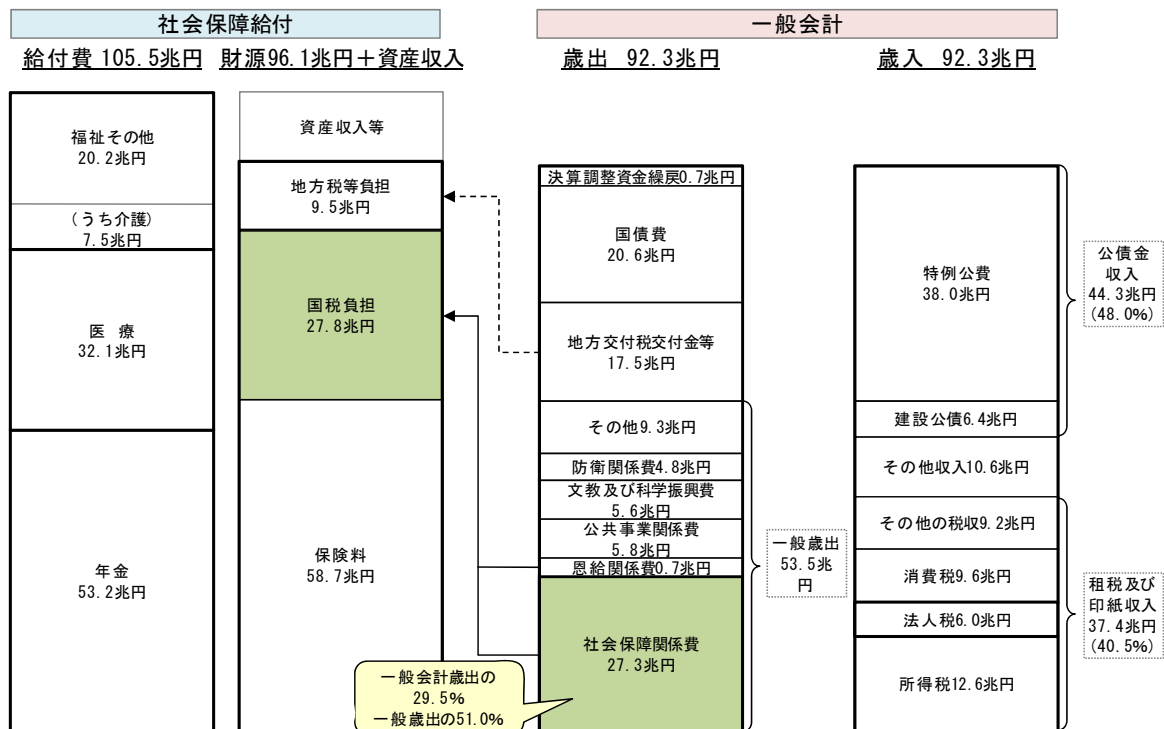 社会保障給付
一般会計
給付費 105.5兆円
財源96.1兆円＋資産収入
歳出 92.3兆円
歳入 92.3兆円
福祉その他
20.2兆円
(うち介護)
7.5兆円
医 療
32.1兆円
年金
53.2兆円
資産収入等
地方税等負担
9.5兆円
国税負担
27.8兆円
保険料
58.7兆円
決算調整資金繰戻0.7兆円
国債費
20.6兆円
地方交付税交付金等
17.5兆円
その他9.3兆円
防衛関係費4.8兆円
文教及び科学振興費
5.6兆円
公共事業関係費
5.8兆円
恩給関係費0.7兆円
社会保障関係費
27.3兆円
一般会計歳出の
29.5%
一般歳出の51.0%
一般歳出
53.5兆
円
特例公費
38.0兆円
建設公債6.4兆円
その他収入10.6兆円
その他の税収9.2兆円
消費税9.6兆円
法人税6.0兆円
所得税12.6兆円
公債金
収入
44.3兆円
(48.0%)
租税及び
印紙収入
37.4兆円
(40.5%)